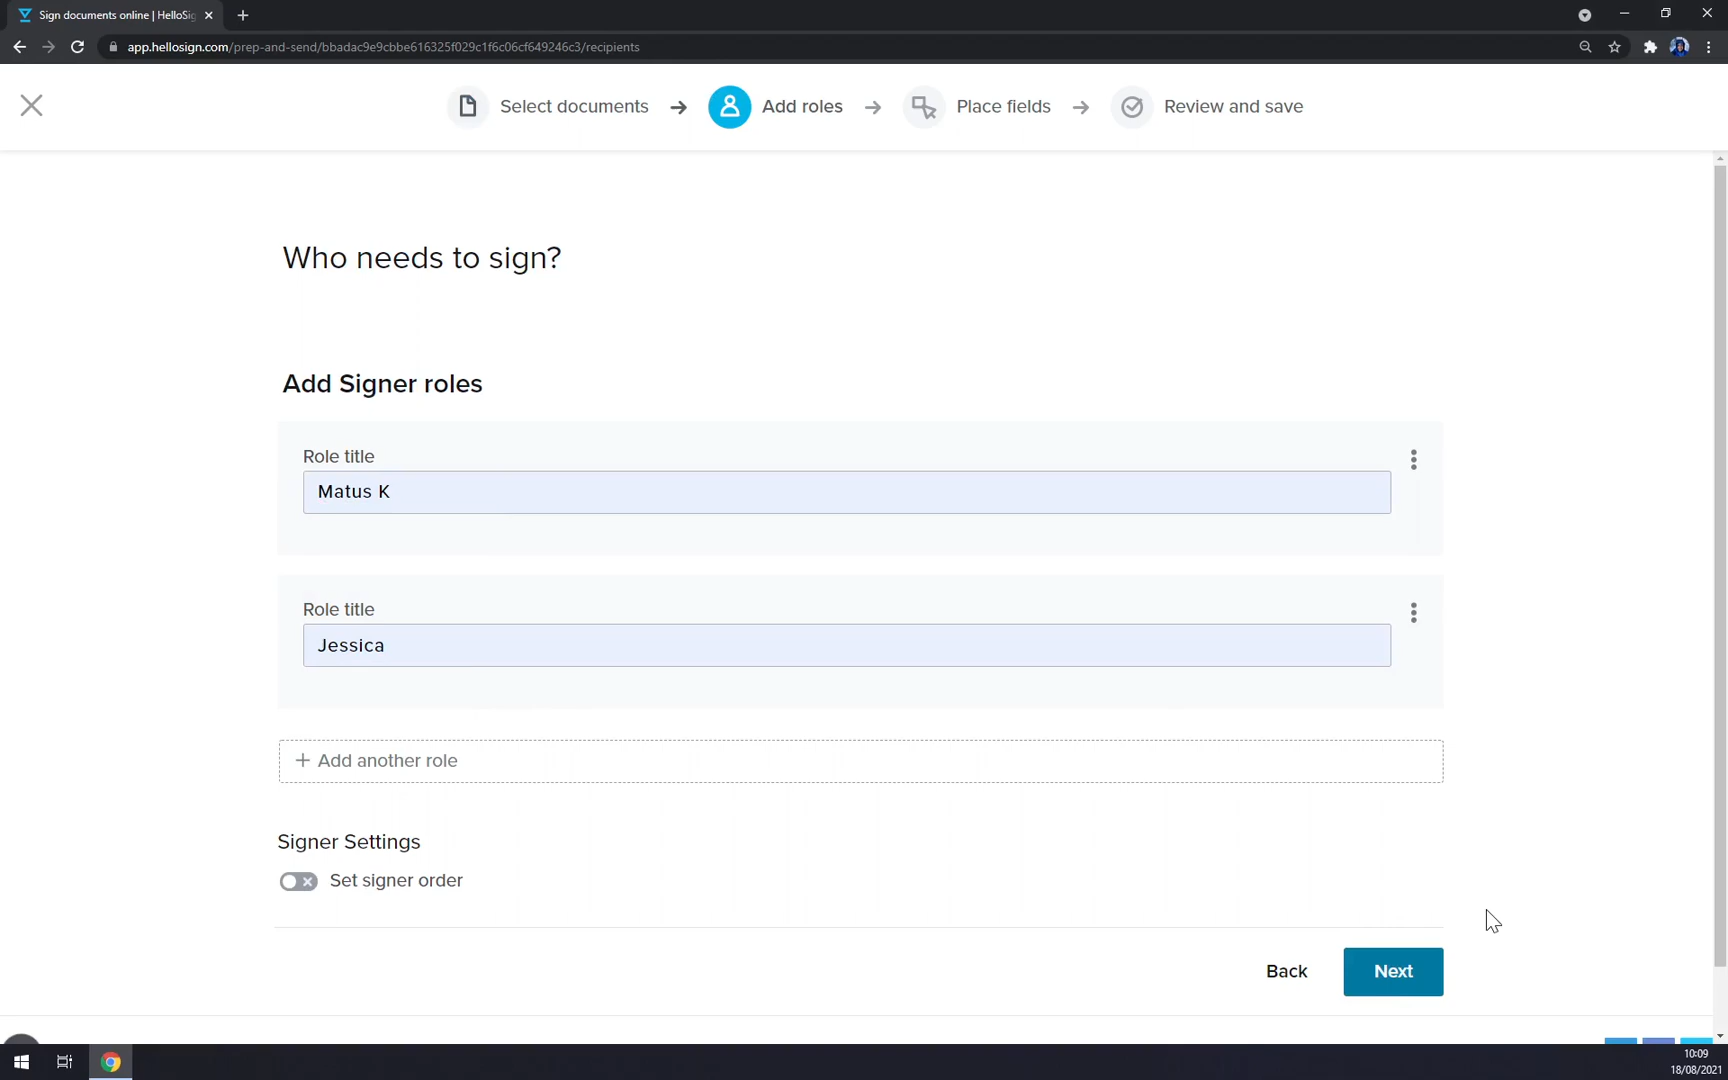 Sign documents online | HelloSig
app.hellosign.com/prep-and-send/bbadac9e9cbbe616325f029c1f6c06cf649246c3/recipients
Select documents → Add roles → Place fields → Review and save
Who needs to sign?
Add Signer roles
Role title
Matus K
Role title
Jessica
+ Add another role
Signer Settings
Set signer order
Back Next
10:09
18/08/2021